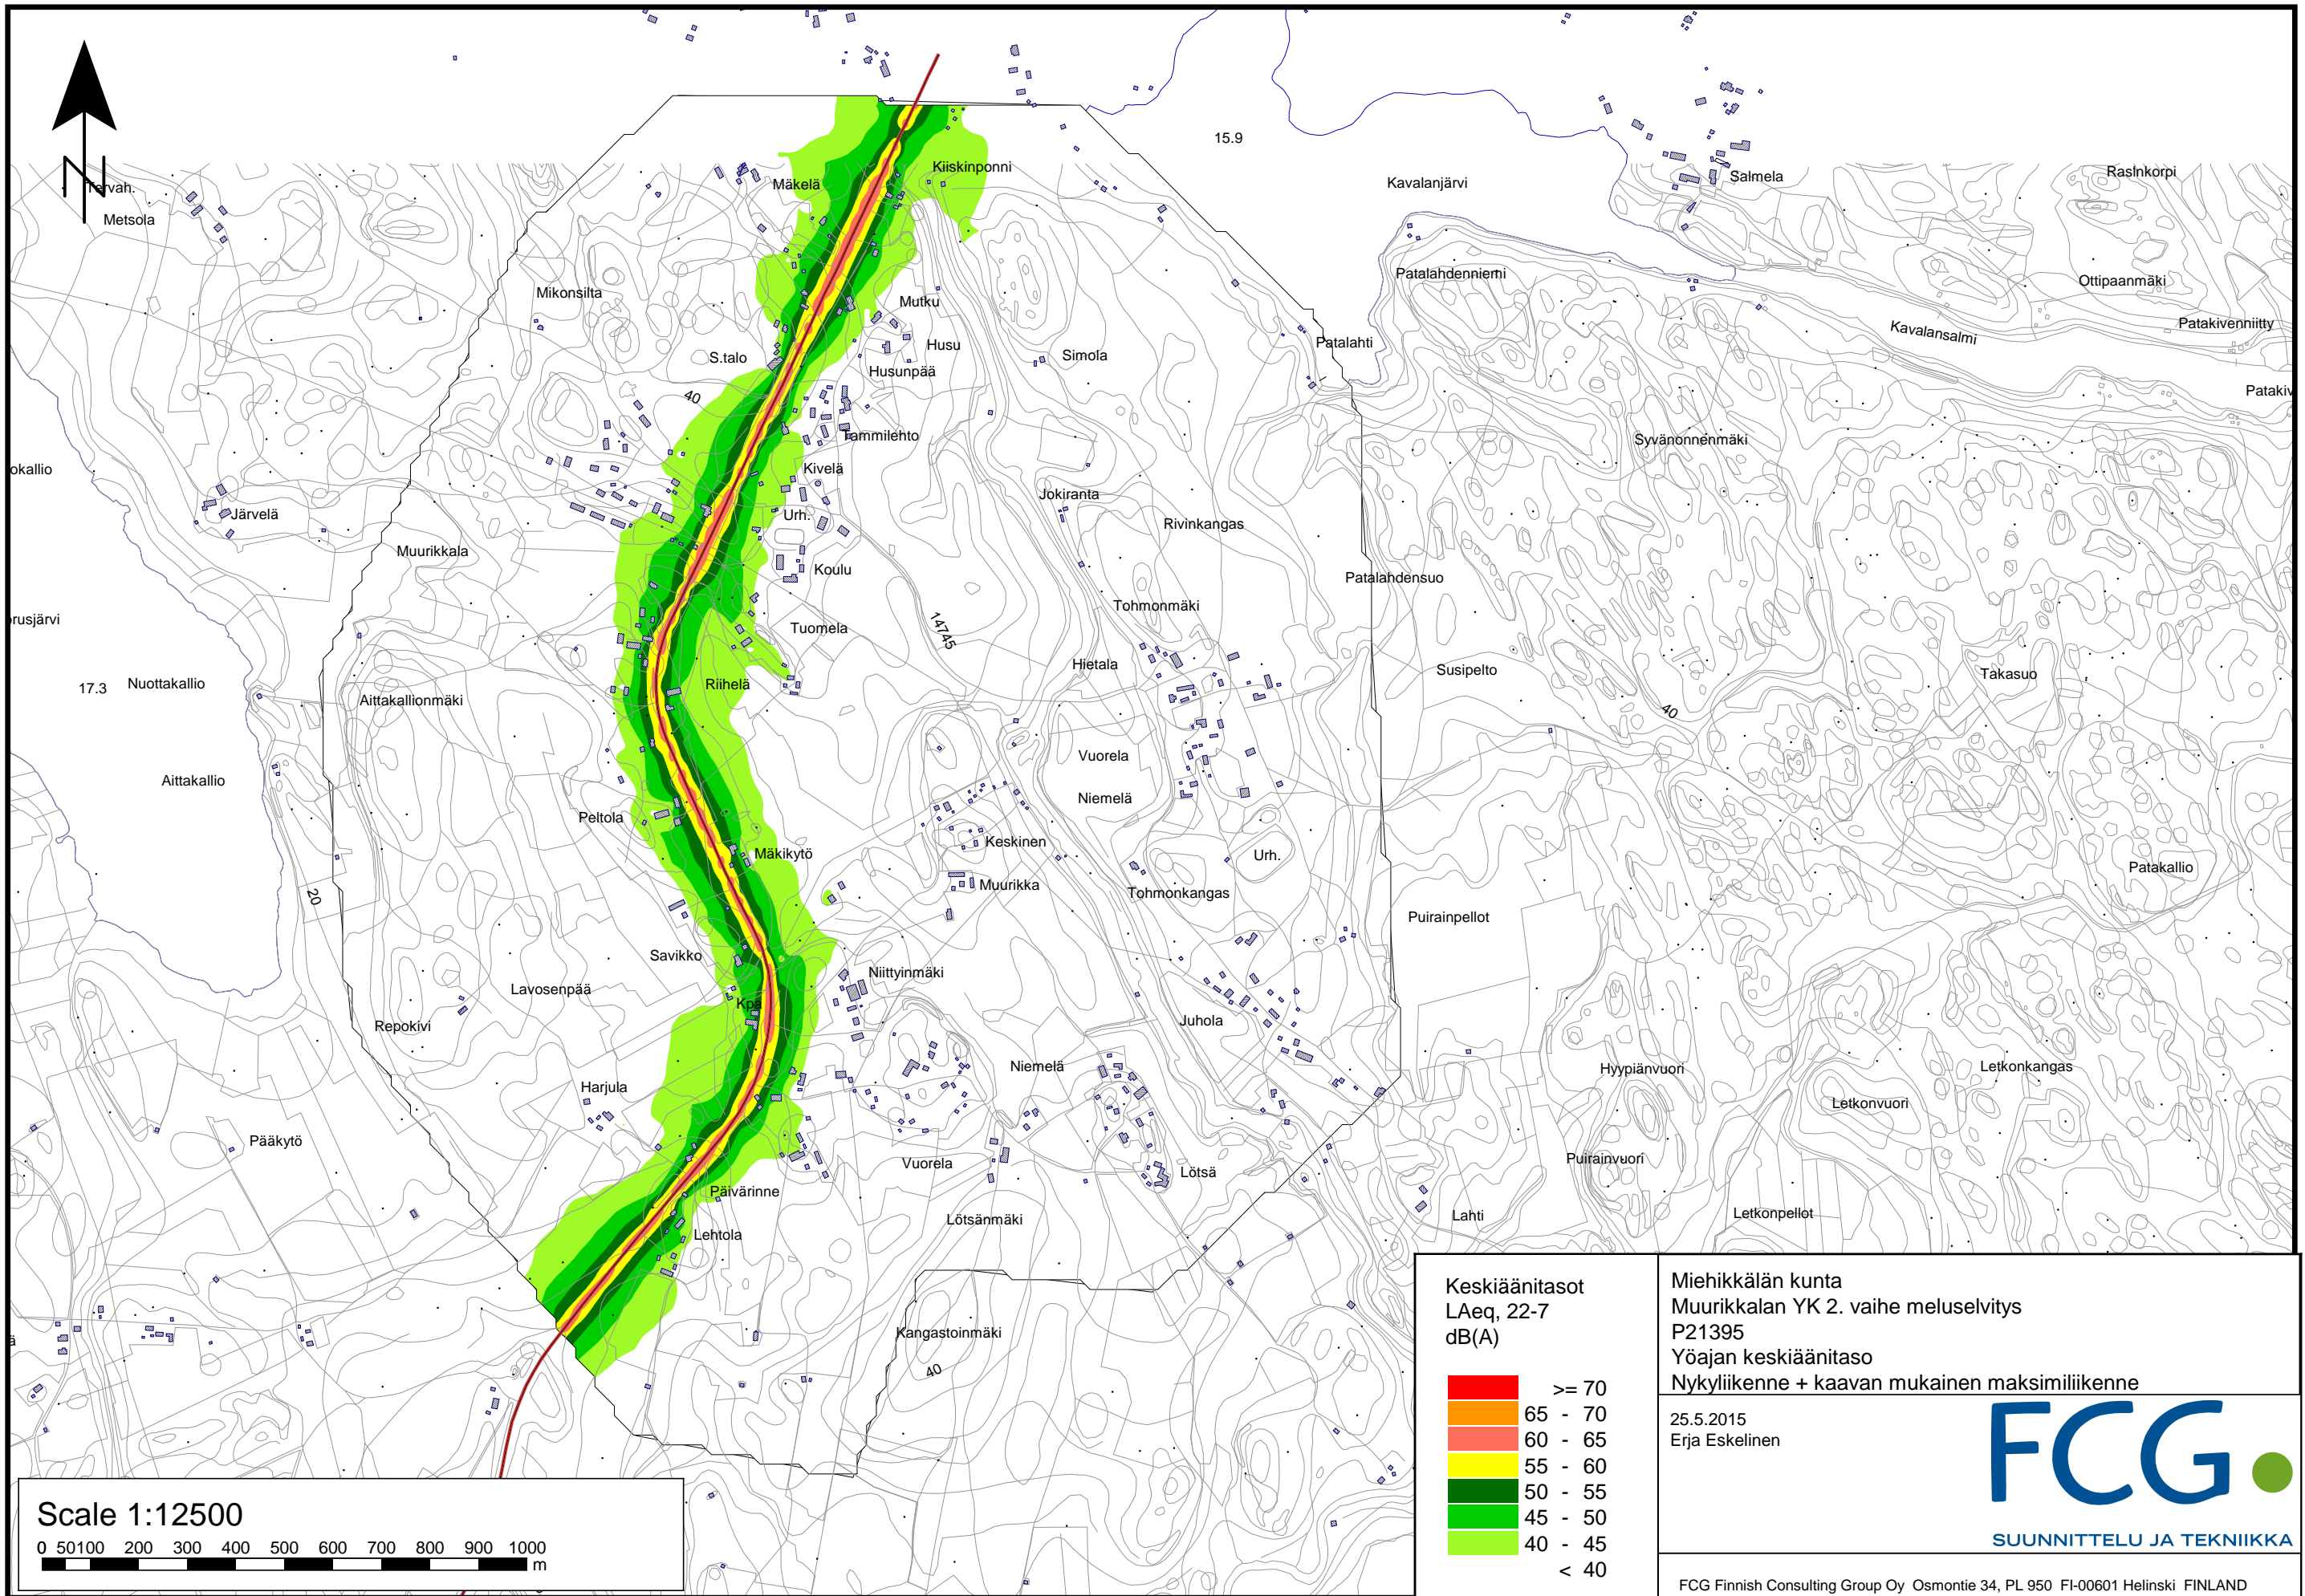 N
Tervah.
Metsola
15.9
Kiiskinponni
Mäkelä
Kavalanjärvi
Salmela
RasInkorpi
Mikonsilta
Mutku
Patalahdenniemi
Ottipaanmäki
Patakivenniitty
Kavalansalmi
S.talo
Husu
Husunpää
Simola
Patalahti
Patakiv
40
Tammilehto
Syvänonnenmäki
okallio
Kivelä
Järvelä
Urh.
Jokiranta
Rivinkangas
Muurikkala
Koulu
Patalahdensuo
Tohmonmäki
orusjärvi
Tuomela
14745
Hietala
Susipelto
Takasuo
17.3
Nuottakallio
Riihelä
Aittakallionmäki
40
Vuorela
Aittakallio
Niemelä
Peltola
Mäkikytö
Keskinen
Urh.
Patakallio
20
Muurikka
Tohmonkangas
Puirainpellot
Savikko
Niittyinmäki
Lavosenpää
Kpa
Repokivi
Juhola
Harjula
Niemelä
Hyypiänvuori
Letkonkangas
Letkonvuori
Pääkytö
Vuorela
Lötsä
Puirainvuori
Päivärinne
Lehtola
Lötsänmäki
Lahti
Letkonpellot
ä
Kangastoinmäki
40
Keskiäänitasot
LAeq, 22-7
dB(A)
>= 70
65 - 70
60 - 65
55 - 60
50 - 55
45 - 50
40 - 45
< 40
Miehikkälän kunta
Muurikkalan YK 2. vaihe meluselvitys
P21395
Yöajan keskiäänitaso
Nykyliikenne + kaavan mukainen maksimiliikenne
25.5.2015
Erja Eskelinen
FCG
SUUNNITTELU JA TEKNIIKKA
FCG Finnish Consulting Group Oy Osmontie 34, PL 950 FI-00601 Helinski FINLAND
Scale 1:12500
0 50 100 200 300 400 500 600 700 800 900 1000
m